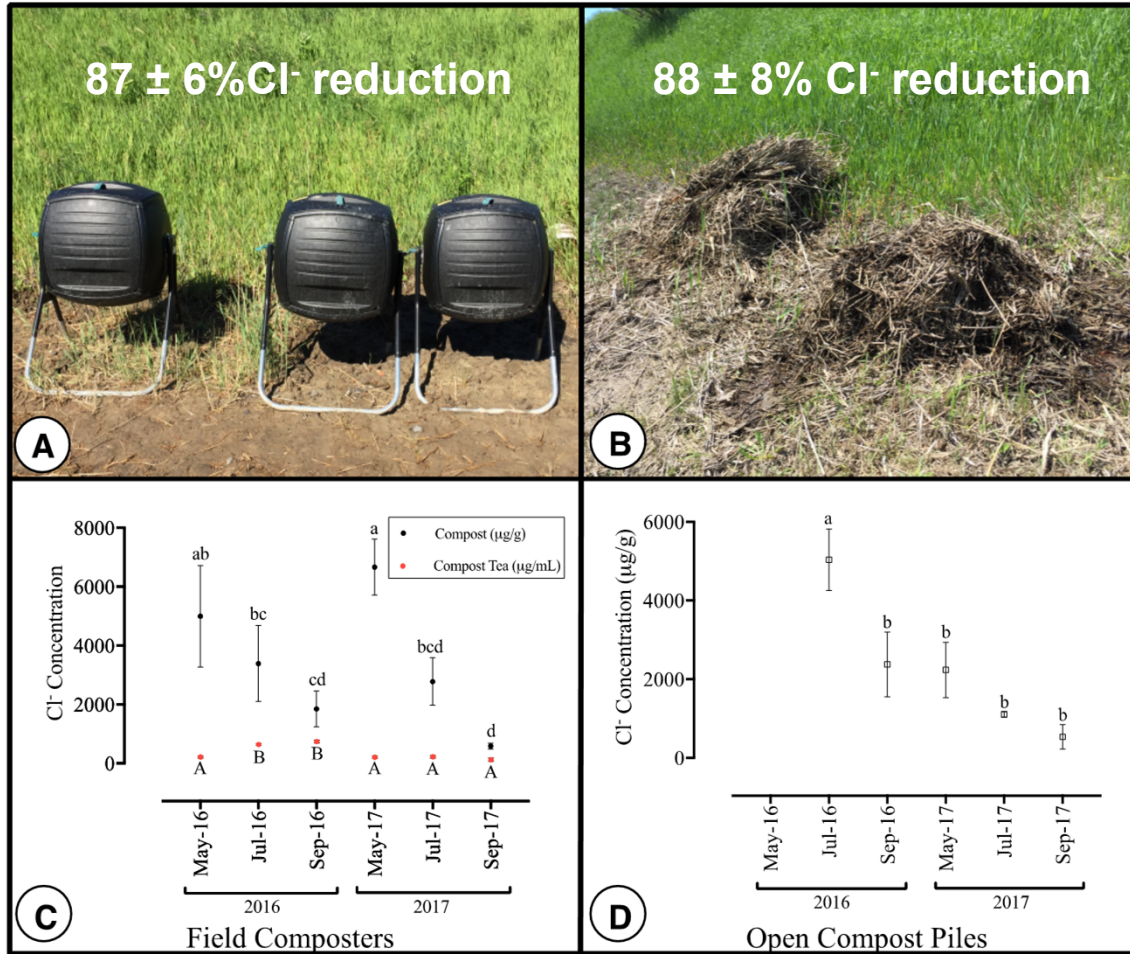 87 ± 6%Cl⁻ reduction
88 ± 8% Cl⁻ reduction
A
B
Cl⁻ Concentration
8000
6000
4000
2000
0
Compost (µg/g)
Compost Tea (µg/mL)
ab
bc
cd
a
bcd
d
A
B
B
A
A
A
May-16
Jul-16
Sep-16
May-17
Jul-17
Sep-17
2016
2017
C
Field Composters
Cl⁻ Concentration (µg/g)
6000
4000
2000
0
a
b
b
b
b
May-16
Jul-16
Sep-16
May-17
Jul-17
Sep-17
2016
2017
D
Open Compost Piles